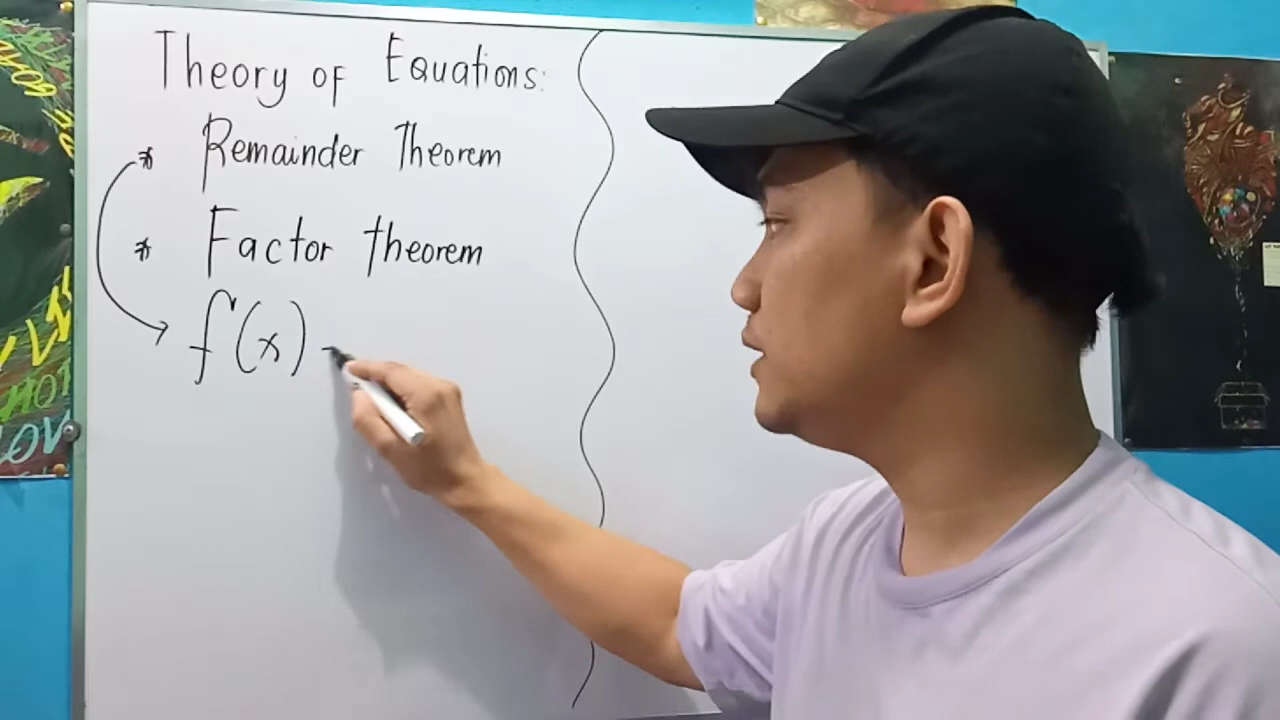 Theory of Equations:
* Remainder Theorem
* Factor theorem
f(x) -